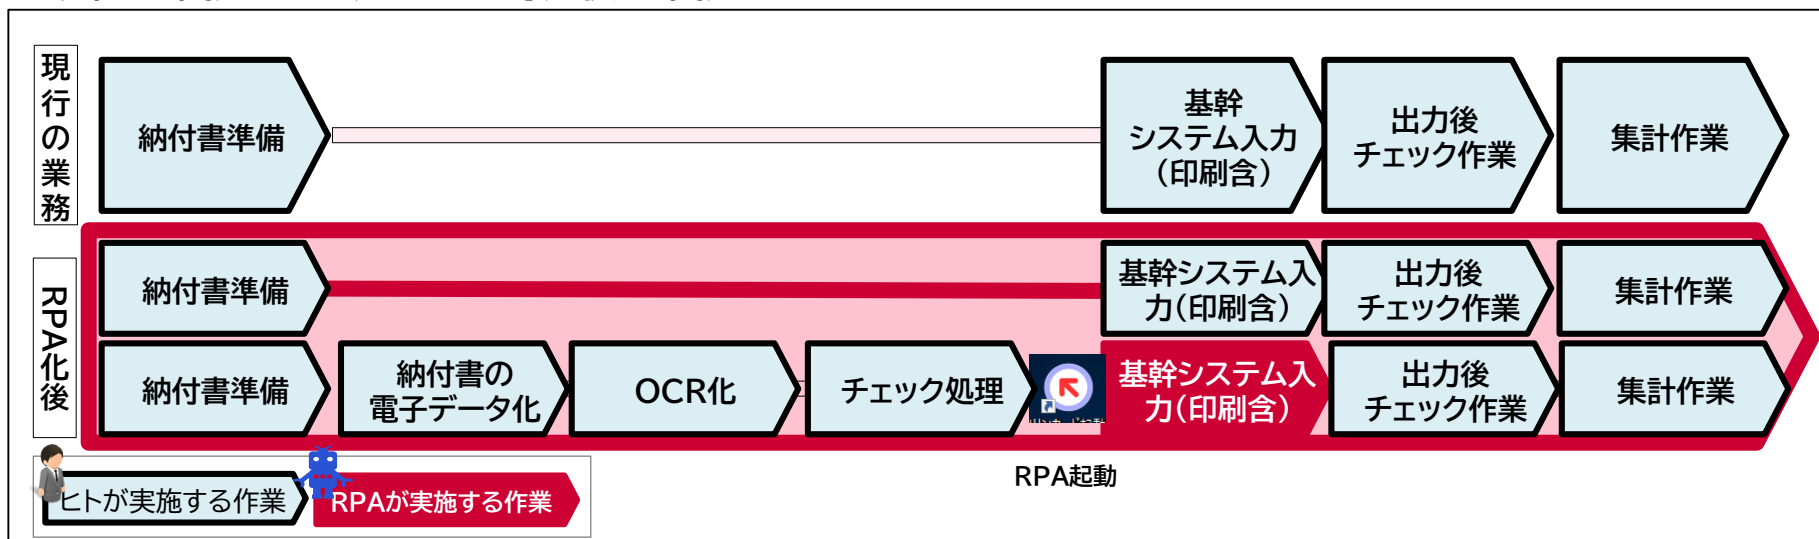 現行の業務
納付書準備
基幹
システム入力
(印刷含)
出力後
チェック作業
集計作業
RPA化後
納付書準備
基幹システム入
力(印刷含)
出力後
チェック作業
集計作業
納付書準備
納付書の
電子データ化
OCR化
チェック処理
基幹システム入
力(印刷含)
出力後
チェック作業
集計作業
RPA起動
ヒトが実施する作業
RPAが実施する作業